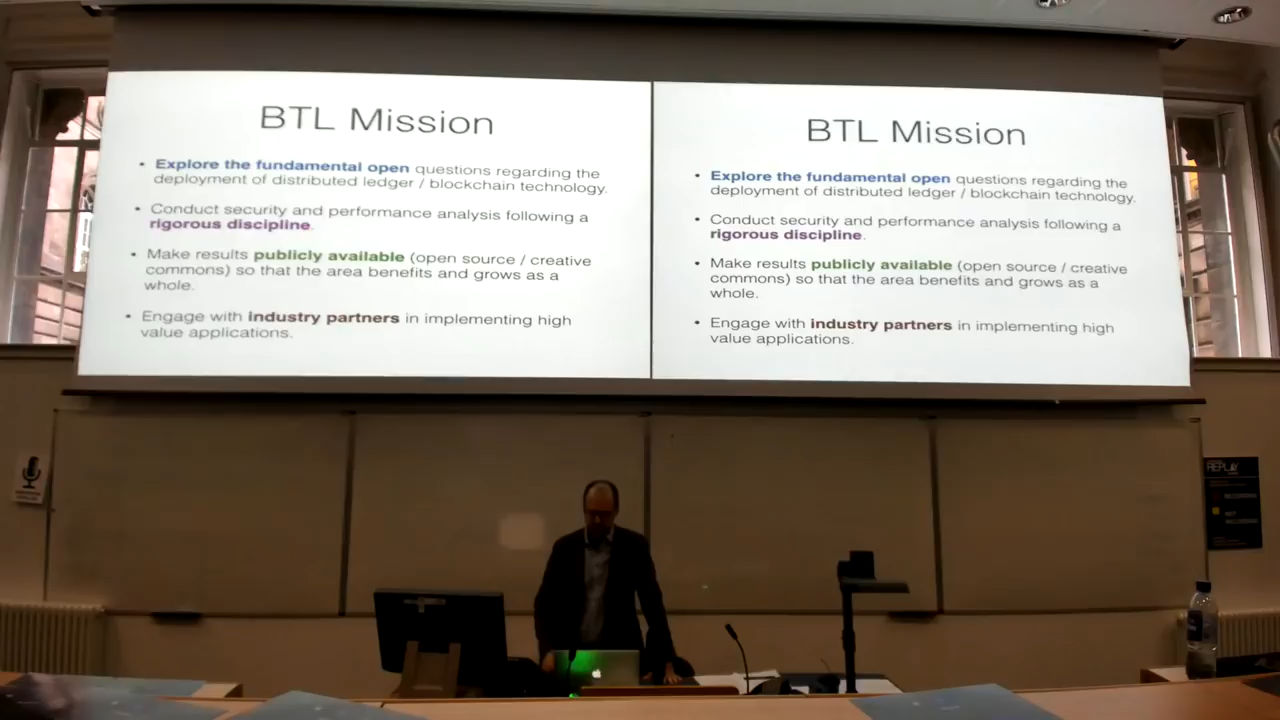 BTL Mission
• Explore the fundamental open questions regarding the
deployment of distributed ledger / blockchain technology.
• Conduct security and performance analysis following a
rigorous discipline.
• Make results publicly available (open source / creative
commons) so that the area benefits and grows as a
whole.
• Engage with industry partners in implementing high
value applications.
BTL Mission
• Explore the fundamental open questions regarding the
deployment of distributed ledger / blockchain technology.
• Conduct security and performance analysis following a
rigorous discipline.
• Make results publicly available (open source / creative
commons) so that the area benefits and grows as a
whole.
• Engage with industry partners in implementing high
value applications.
REPLAY
RECORDING
NOT
RECORDING